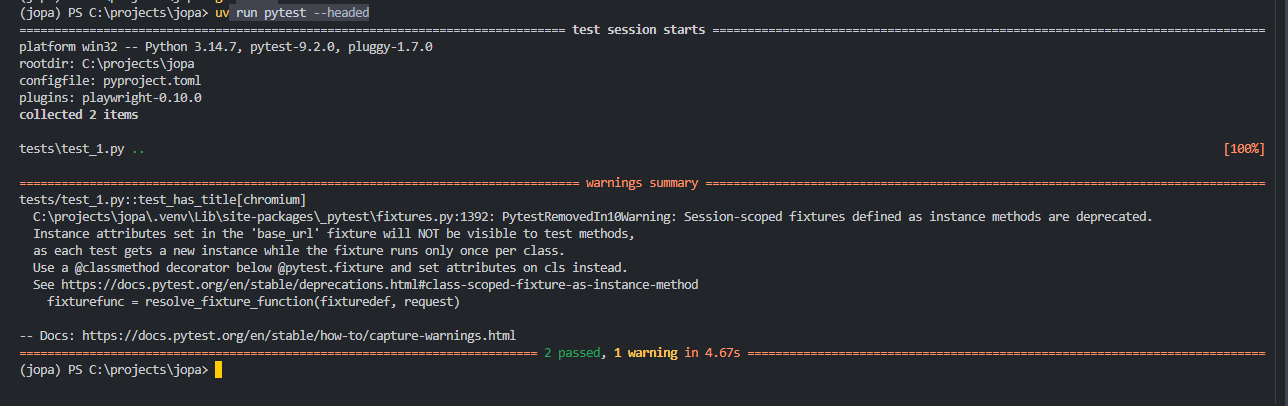 (jopa) PS C:\projects\jopa> uv run pytest --headed
============================= test session starts =============================
platform win32 -- Python 3.14.7, pytest-9.2.0, pluggy-1.7.0
rootdir: C:\projects\jopa
configfile: pyproject.toml
plugins: playwright-0.10.0
collected 2 items
tests\test_1.py .. [100%]
============================== warnings summary ===============================
tests/test_1.py::test_has_title[chromium]
C:\projects\jopa\.venv\Lib\site-packages\_pytest\fixtures.py:1392: PytestRemovedIn10Warning: Session-scoped fixtures defined as instance methods are deprecated.
Instance attributes set in the 'base_url' fixture will NOT be visible to test methods,
as each test gets a new instance while the fixture runs only once per class.
Use a @classmethod decorator below @pytest.fixture and set attributes on cls instead.
See https://docs.pytest.org/en/stable/deprecations.html#class-scoped-fixture-as-instance-method
fixturefunc = resolve_fixture_function(fixturedef, request)
-- Docs: https://docs.pytest.org/en/stable/how-to/capture-warnings.html
======================== 2 passed, 1 warning in 4.67s =========================
(jopa) PS C:\projects\jopa>